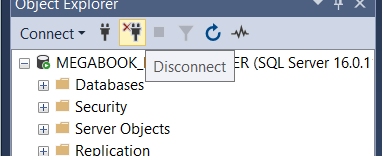 Object Explorer
Connect
MEGABOOK_
ER (SQL Server 16.0.1
Disconnect
Databases
Security
Server Objects
Replication